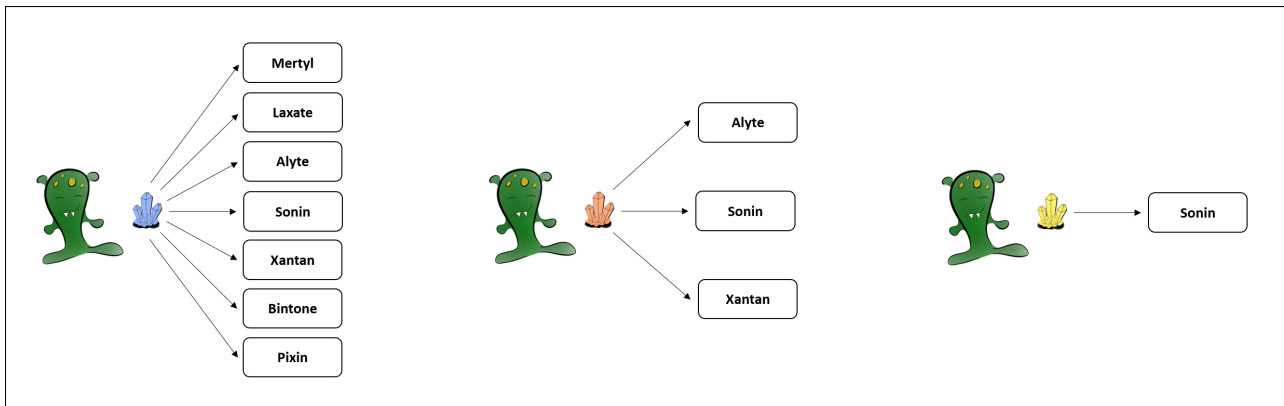 Mertyl
Laxate
Alyte
Sonin
Xantan
Bintone
Pixin
Alyte
Sonin
Xantan
Sonin